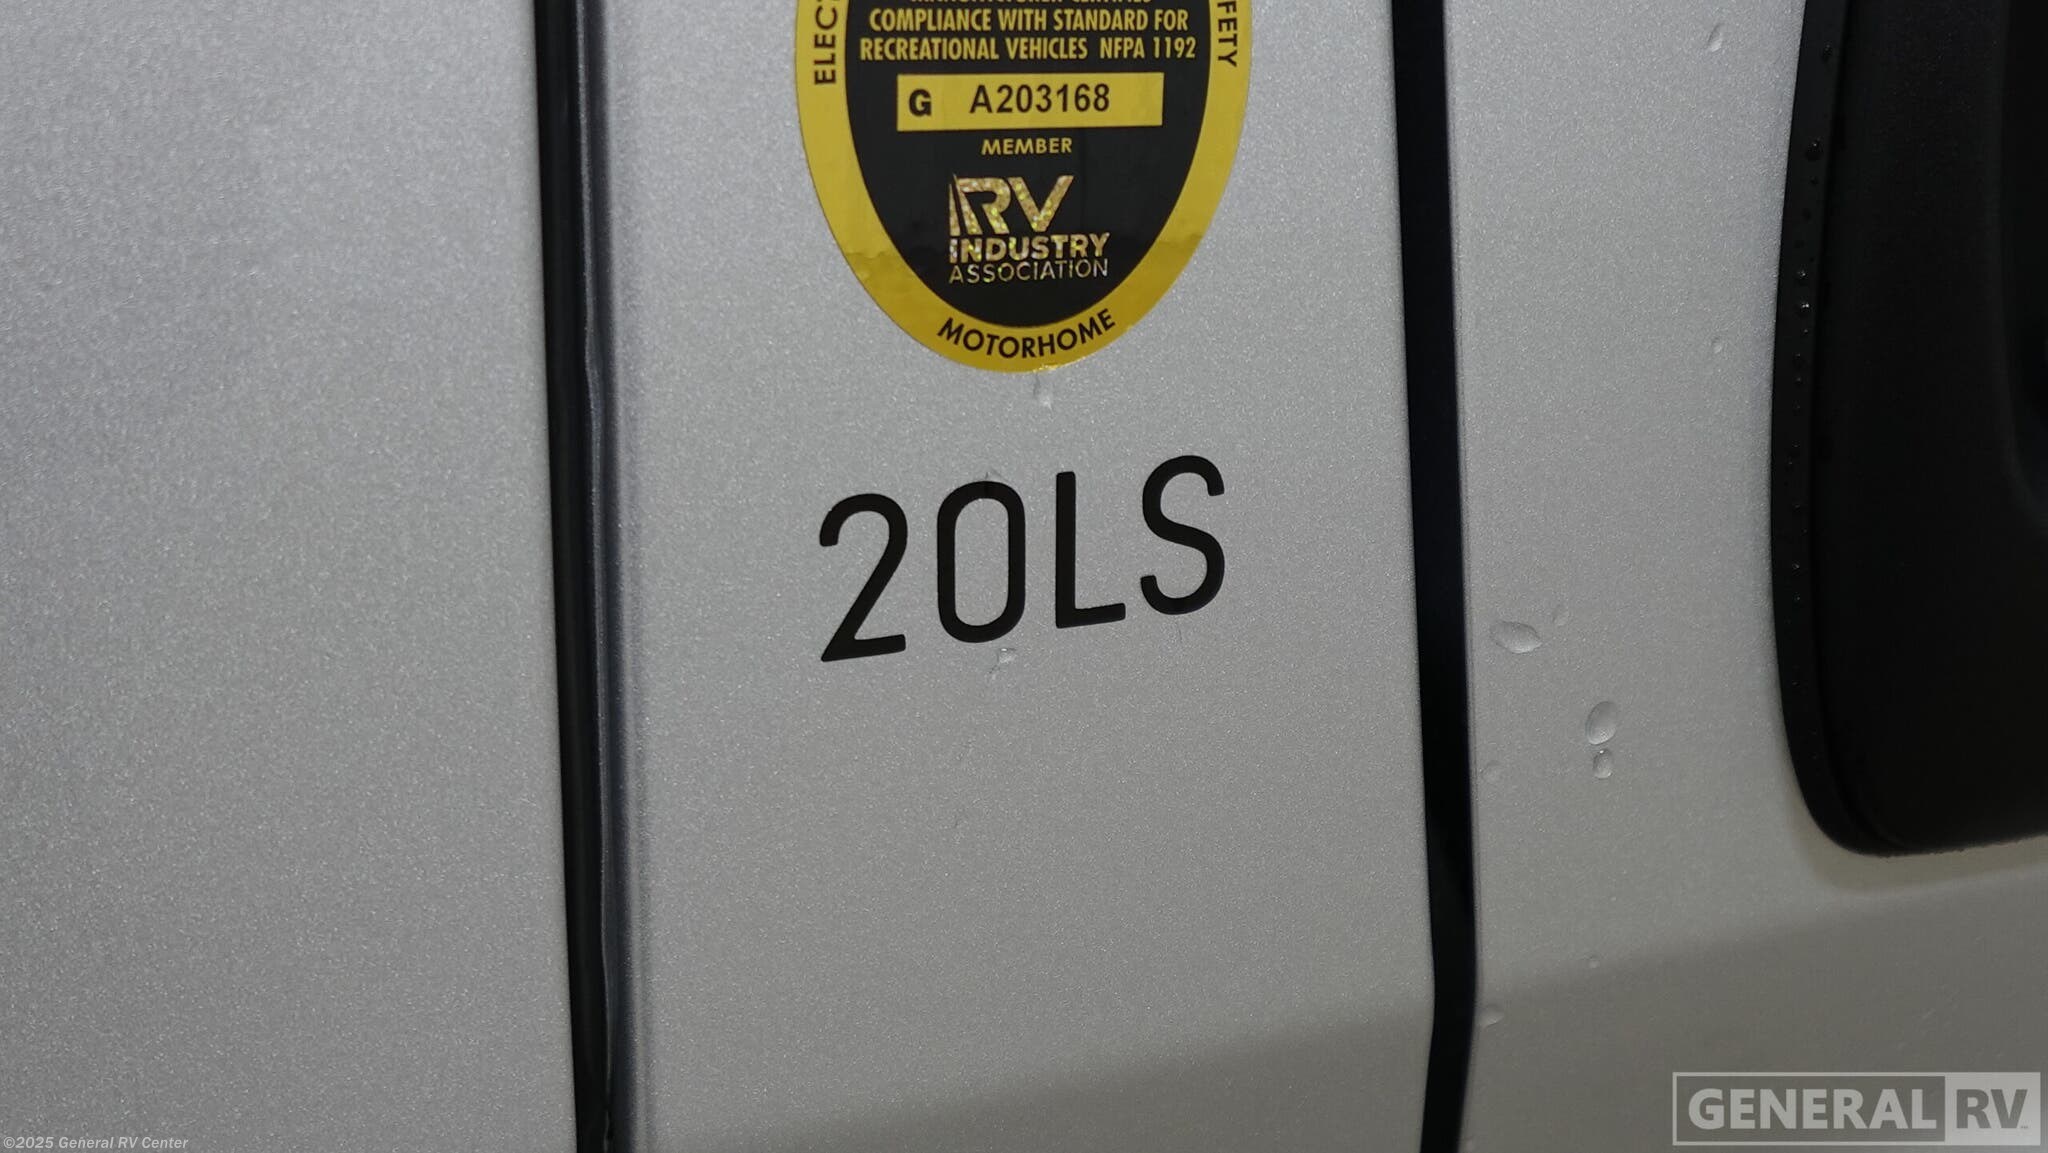 COMPLIANCE WITH STANDARD FOR
RECREATIONAL VEHICLES NFPA 1192
G A203168
MEMBER
RV
INDUSTRY
ASSOCIATION
MOTORHOME
20LS
GENERAL RV
©2025 General RV Center